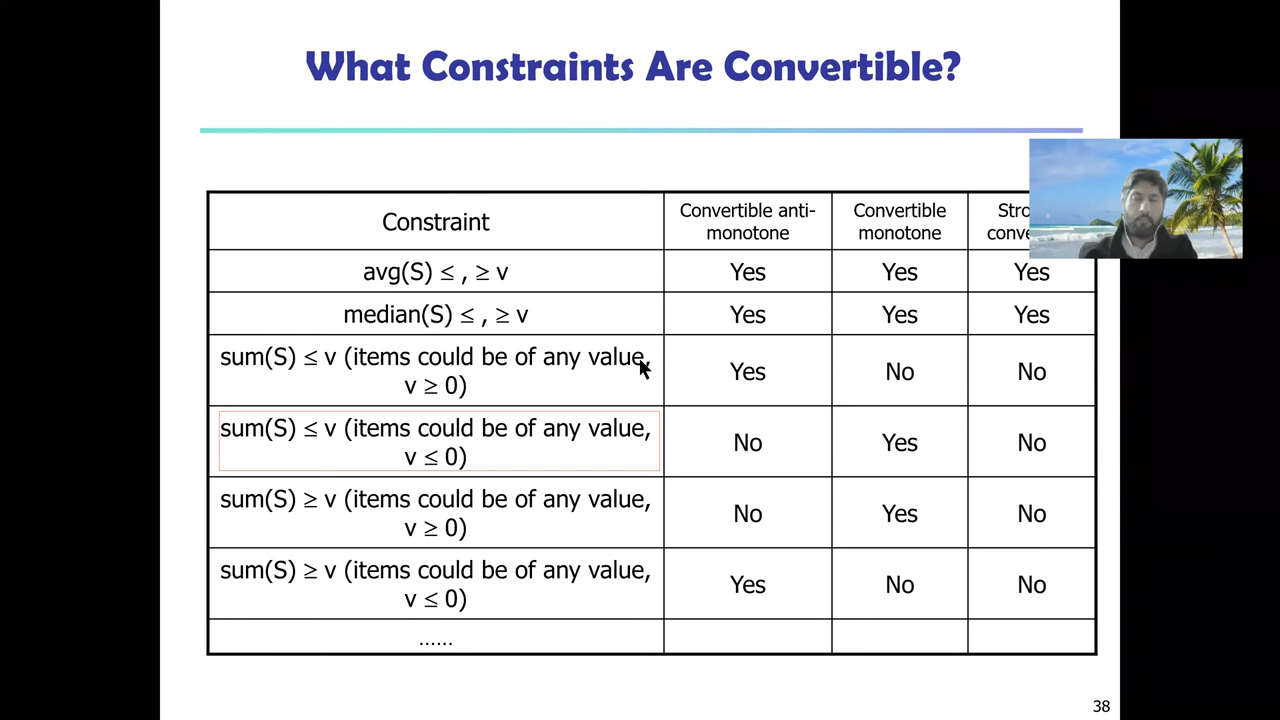 What Constraints Are Convertible?
Constraint
Convertible anti-
monotone
Convertible
monotone
avg(S) ≤ , ≥ v
Yes
Yes
Yes
median(S) ≤ , ≥ v
Yes
Yes
Yes
sum(S) ≤ v (items could be of any value,
v ≥ 0)
Yes
No
No
sum(S) ≤ v (items could be of any value,
v ≤ 0)
No
Yes
No
sum(S) ≥ v (items could be of any value,
v ≥ 0)
No
Yes
No
sum(S) ≥ v (items could be of any value,
v ≤ 0)
Yes
No
No
……
38